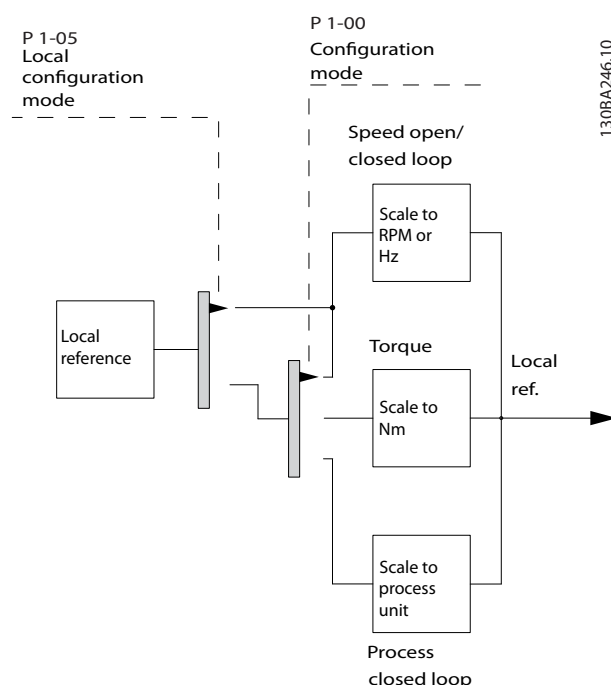 P 1-05
Local
configuration
mode
P 1-00
Configuration
mode
130BA246.10
Speed open/
closed loop
Scale to
RPM or
Hz
Local
reference
Torque
Local
ref.
Scale to
Nm
Scale to
process
unit
Process
closed loop